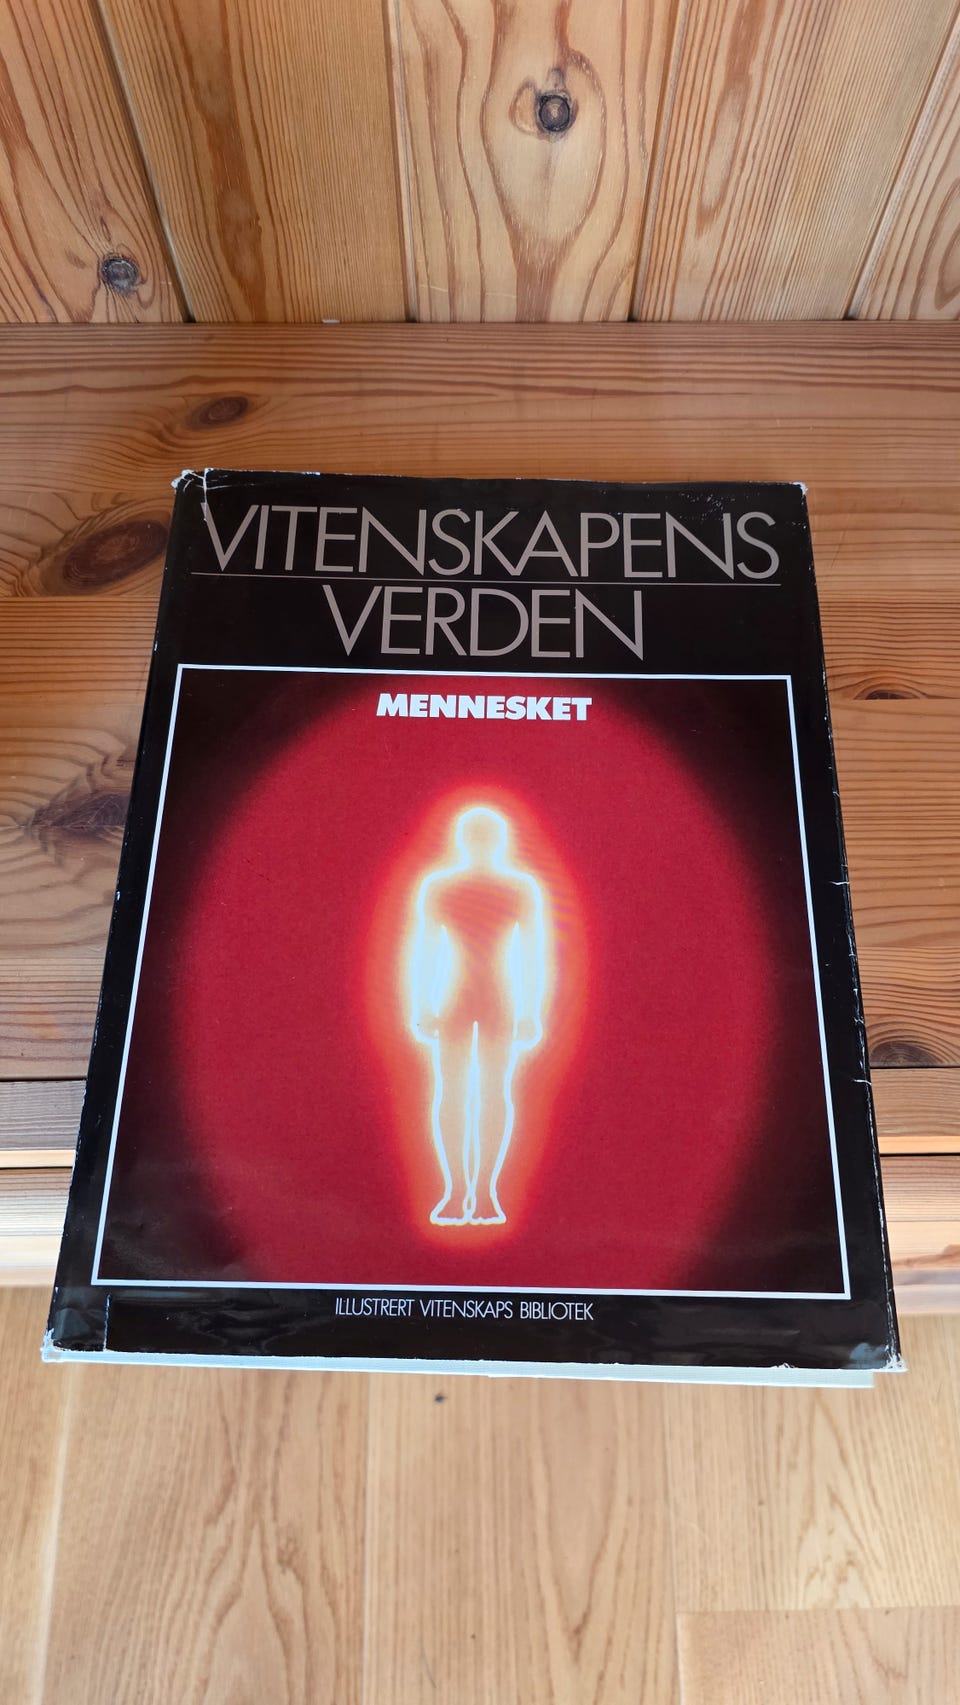 VITENSKAPENS
VERDEN
MENNESKET
ILLUSTRERT VITENSKAPS BIBLIOTEK